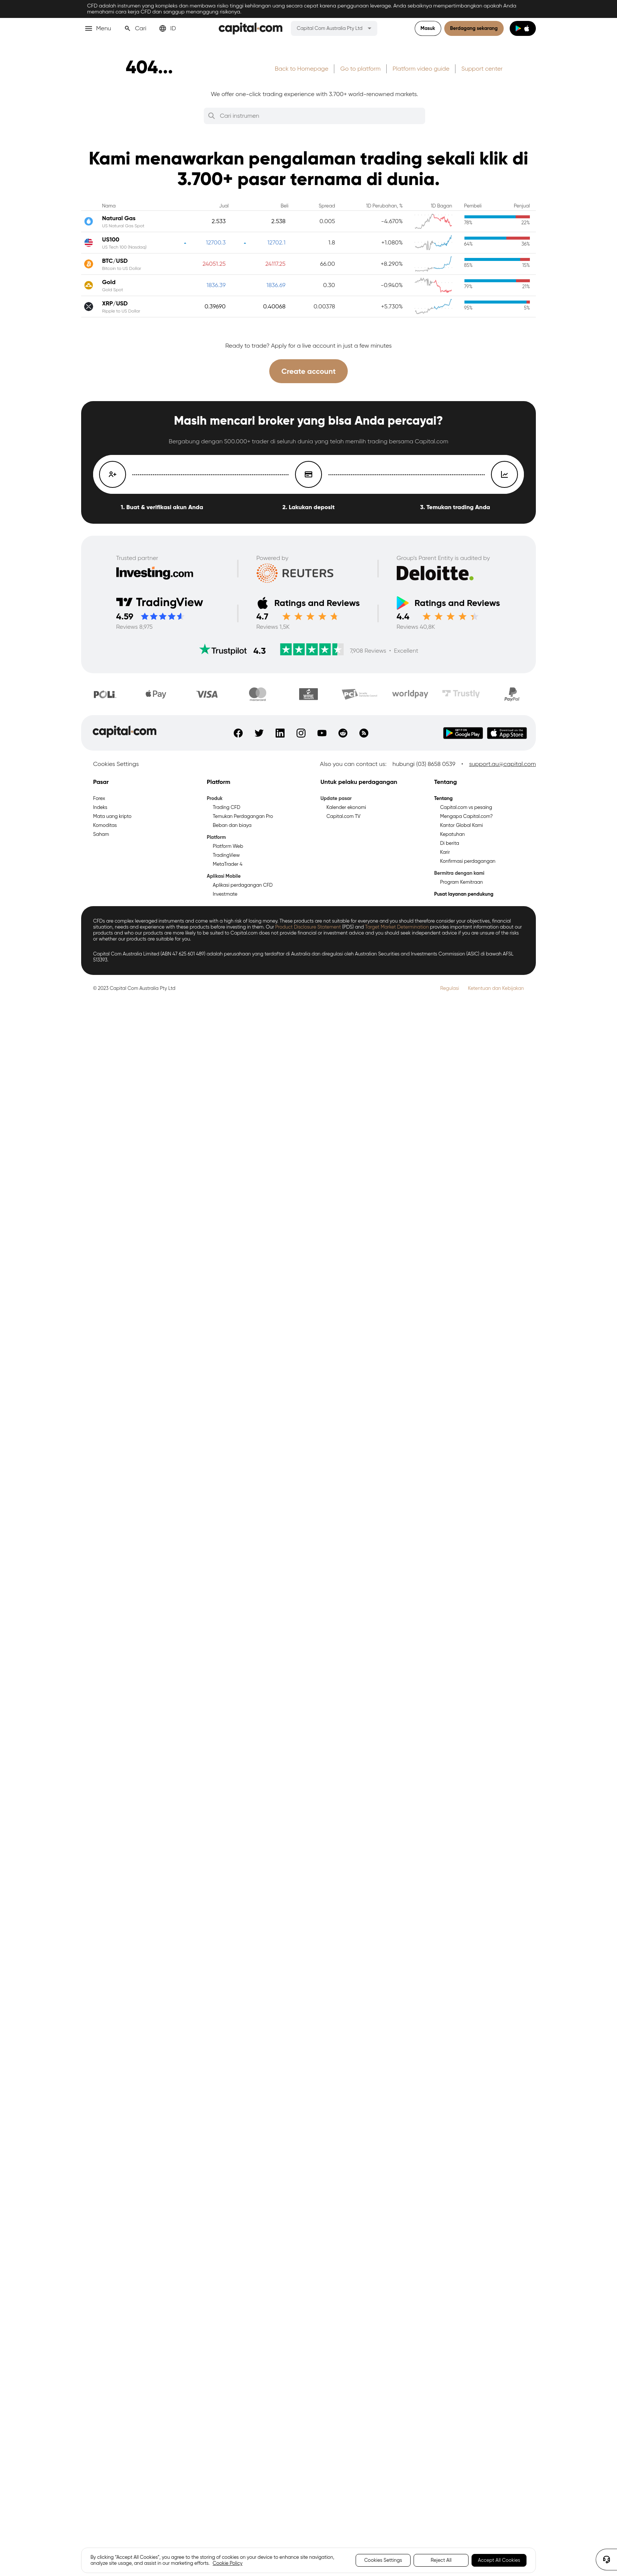 CFD adalah instrumen yang kompleks dan membawa risiko tinggi kehilangan uang secara cepat karena penggunaan leverage. Anda sebaiknya mempertimbangkan apakah Anda
memahami cara kerja CFD dan sanggup menanggung risikonya.
Menu Cari ID capital.com Capital Com Australia Pty Ltd Masuk Berdagang sekarang
404...
Back to Homepage Go to platform Platform video guide Support center
We offer one-click trading experience with 3.700+ world-renowned markets.
Cari instrumen
Kami menawarkan pengalaman trading sekali klik di
3.700+ pasar ternama di dunia.
Nama Jual Beli Spread 1D Perubahan, % 1D Bagan Pembeli Penjual
Natural Gas 2.533 2.538 0.005 -4.670% 78% 22%
US Natural Gas Spot
US100 - 12700.3 - 12702.1 1.8 +1.080% 64% 36%
US Tech 100 (Nasdaq)
BTC/USD 24051.25 24117.25 66.00 +8.290% 85% 15%
Bitcoin to US Dollar
Gold 1836.39 1836.69 0.30 -0.940% 79% 21%
Gold Spot
XRP/USD 0.39690 0.40068 0.00378 +5.730% 95% 5%
Ripple to US Dollar
Ready to trade? Apply for a live account in just a few minutes
Create account
Masih mencari broker yang bisa Anda percayai?
Bergabung dengan 500.000+ trader di seluruh dunia yang telah memilih trading bersama Capital.com
1. Buat & verifikasi akun Anda 2. Lakukan deposit 3. Temukan trading Anda
Trusted partner Powered by Group's Parent Entity is audited by
Investing.com REUTERS Deloitte.
TradingView Ratings and Reviews Ratings and Reviews
4.59 4.7 4.4
Reviews 8,975 Reviews 1,5K Reviews 40,8K
Trustpilot 4.3 7,908 Reviews • Excellent
POLi Pay VISA PCI worldpay Trustly PayPal
capital.com GET IT ON Google Play Download on the App Store
Cookies Settings Also you can contact us: hubungi (03) 8658 0539 • support.au@capital.com
Pasar
Forex
Indeks
Mata uang kripto
Komoditas
Saham
Platform
Produk
Trading CFD
Temukan Perdagangan Pro
Beban dan biaya
Platform
Platform Web
TradingView
MetaTrader 4
Aplikasi Mobile
Aplikasi perdagangan CFD
Investmate
Untuk pelaku perdagangan
Update pasar
Kalender ekonomi
Capital.com TV
Tentang
Tentang
Capital.com vs pesaing
Mengapa Capital.com?
Kantor Global Kami
Kepatuhan
Di berita
Karir
Konfirmasi perdagangan
Bermitra dengan kami
Program Kemitraan
Pusat layanan pendukung
CFDs are complex leveraged instruments and come with a high risk of losing money. These products are not suitable for everyone and you should therefore consider your objectives, financial
situation, needs and experience with these products before investing in them. Our Product Disclosure Statement (PDS) and Target Market Determination provides important information about our
products and who our products are more likely to be suited to Capital.com does not provide financial or investment advice and you should seek independent advice if you are unsure of the risks
or whether our products are suitable for you.
Capital Com Australia Limited (ABN 47 625 601 489) adalah perusahaan yang terdaftar di Australia dan diregulasi oleh Australian Securities and Investments Commission (ASIC) di bawah AFSL
513393.
© 2023 Capital Com Australia Pty Ltd Regulasi Ketentuan dan Kebijakan
By clicking “Accept All Cookies”, you agree to the storing of cookies on your device to enhance site navigation,
analyze site usage, and assist in our marketing efforts. Cookie Policy
Cookies Settings Reject All Accept All Cookies